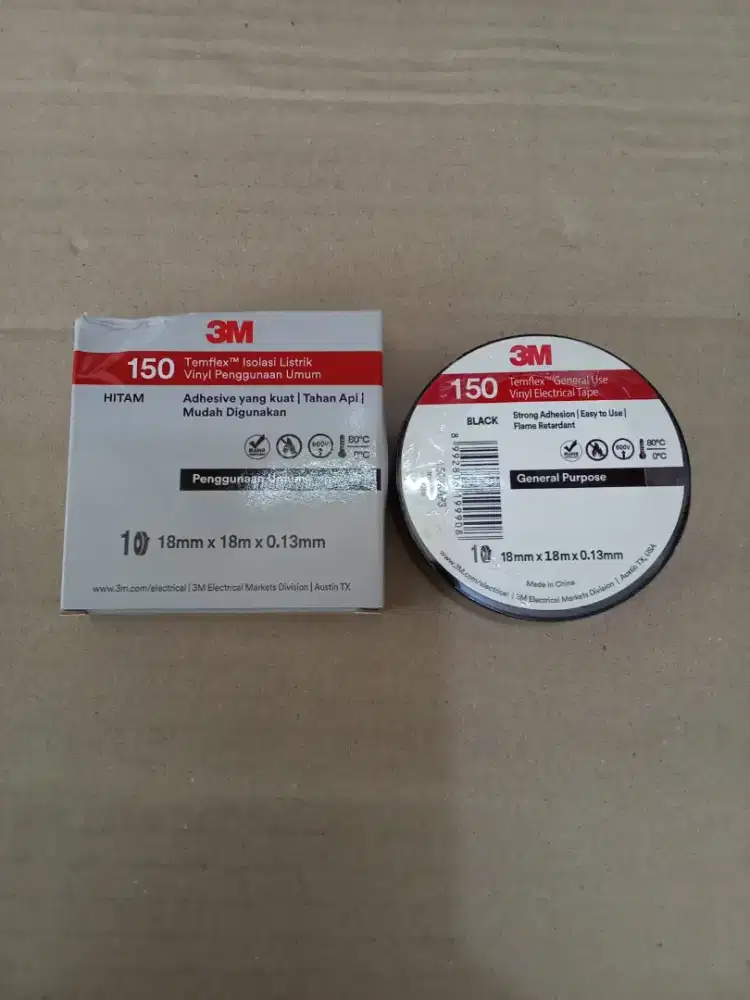 3M
150
Temflex™ Isolasi Listrik
Vinyl Penggunaan Umum
HITAM
Adhesive yang kuat | Tahan Api |
Mudah Digunakan
600V
80°C
0°C
Penggunaan Umum
10 18mm x 18m x 0.13mm
www.3m.com/electrical | 3M Electrical Markets Division | Austin TX
3M
150
Temflex™ General Use
Vinyl Electrical Tape
BLACK
Strong Adhesion | Easy to Use |
Flame Retardant
600V
80°C
0°C
General Purpose
10 18mm x 18m x 0.13mm
Made in China
www.3m.com/electrical | 3M Electrical Markets Division | Austin TX, USA